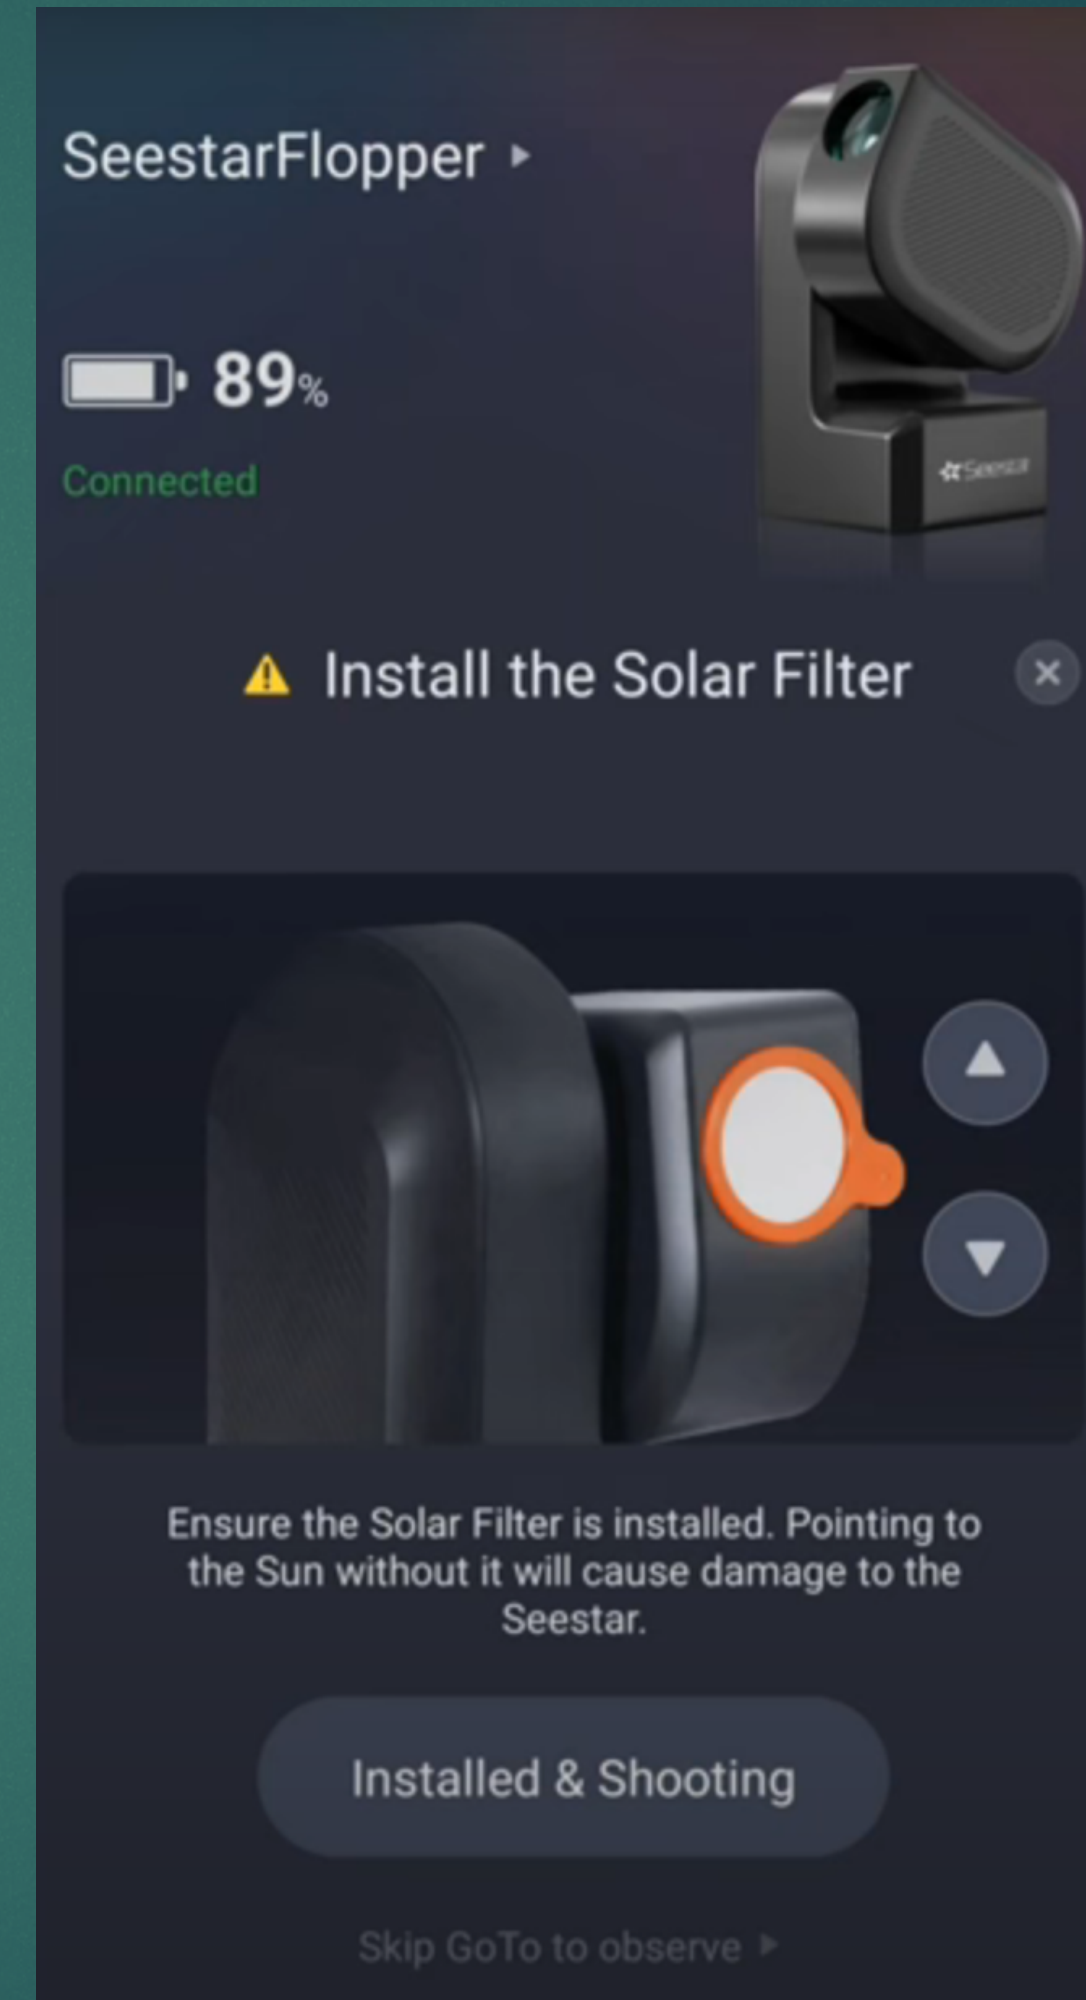 SeestarFlopper
89%
Connected
Seestar
Install the Solar Filter
Ensure the Solar Filter is installed. Pointing to
the Sun without it will cause damage to the
Seestar.
Installed & Shooting
Skip GoTo to observe